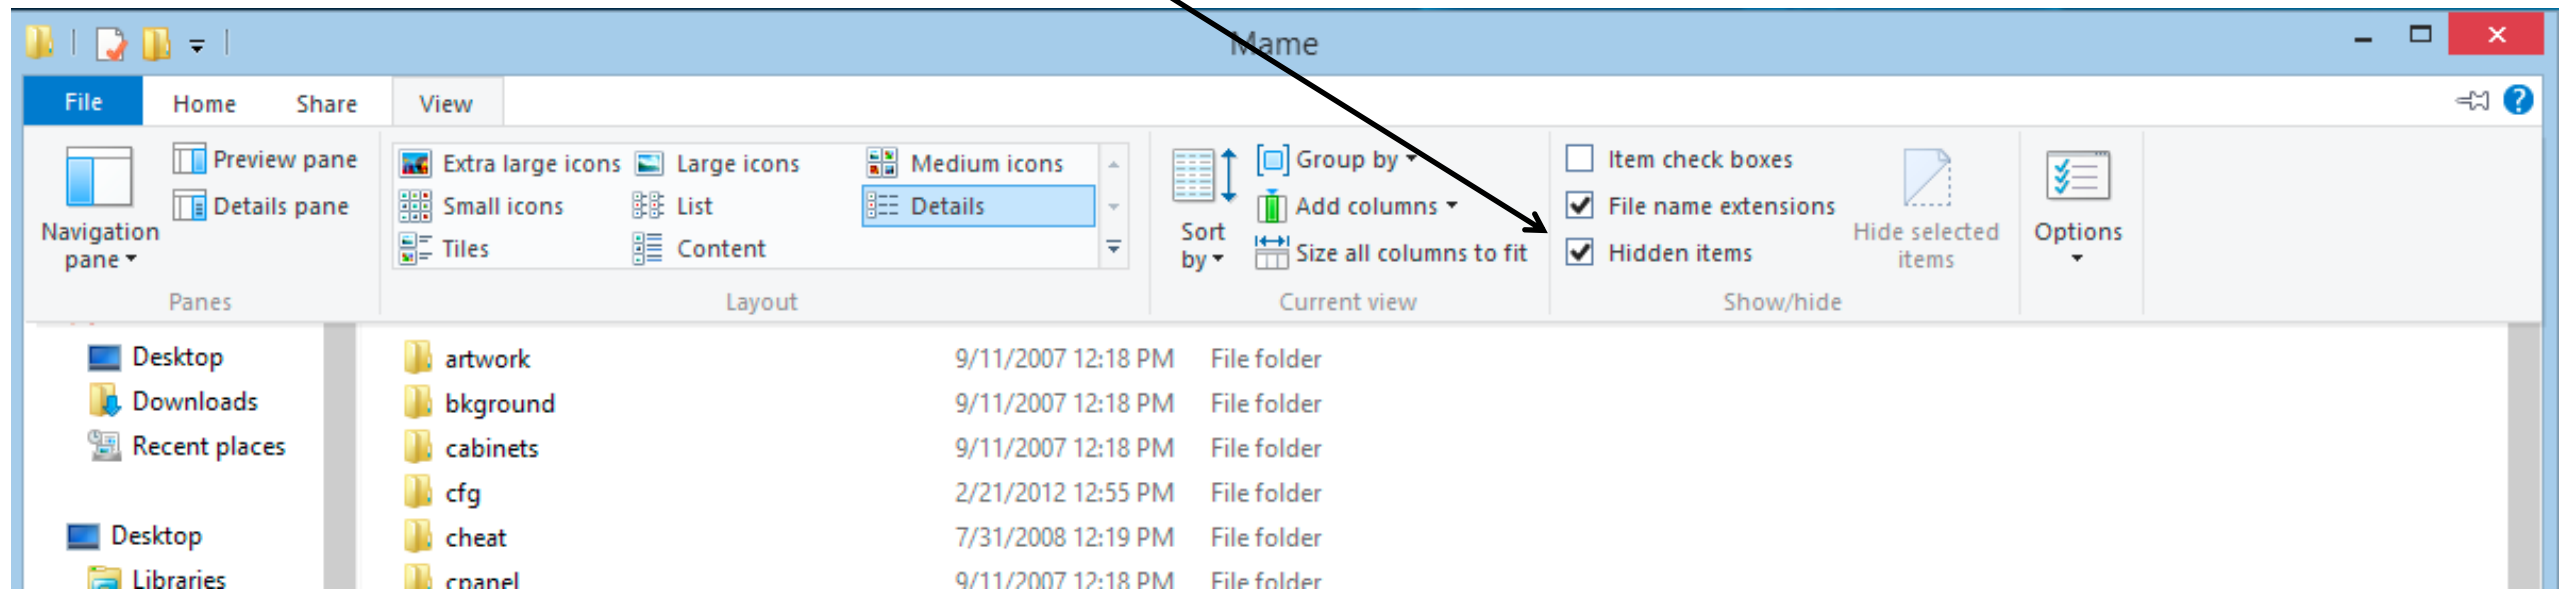 Mame
File Home Share View
Preview pane
Details pane
Navigation
pane
Panes
Extra large icons Large icons Medium icons
Small icons List Details
Tiles Content
Layout
Sort
by
Group by
Add columns
Size all columns to fit
Current view
Item check boxes
File name extensions
Hidden items
Hide selected
items
Show/hide
Options
Desktop
Downloads
Recent places
Desktop
Libraries
artwork 9/11/2007 12:18 PM File folder
bkground 9/11/2007 12:18 PM File folder
cabinets 9/11/2007 12:18 PM File folder
cfg 2/21/2012 12:55 PM File folder
cheat 7/31/2008 12:19 PM File folder
cpanel 9/11/2007 12:18 PM File folder